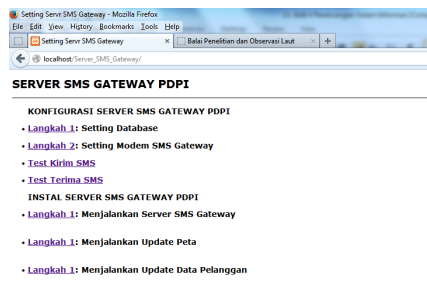 Setting Servr SMS Gateway - Mozilla Firefox
File Edit View History Bookmarks Tools Help
Setting Servr SMS Gateway × Balai Penelitian dan Observasi Laut × +
localhost/Server_SMS_Gateway/
SERVER SMS GATEWAY PDPI
KONFIGURASI SERVER SMS GATEWAY PDPI
• Langkah 1: Setting Database
• Langkah 2: Setting Modem SMS Gateway
• Test Kirim SMS
• Test Terima SMS
INSTAL SERVER SMS GATEWAY PDPI
• Langkah 1: Menjalankan Server SMS Gateway
• Langkah 1: Menjalankan Update Peta
• Langkah 1: Menjalankan Update Data Pelanggan